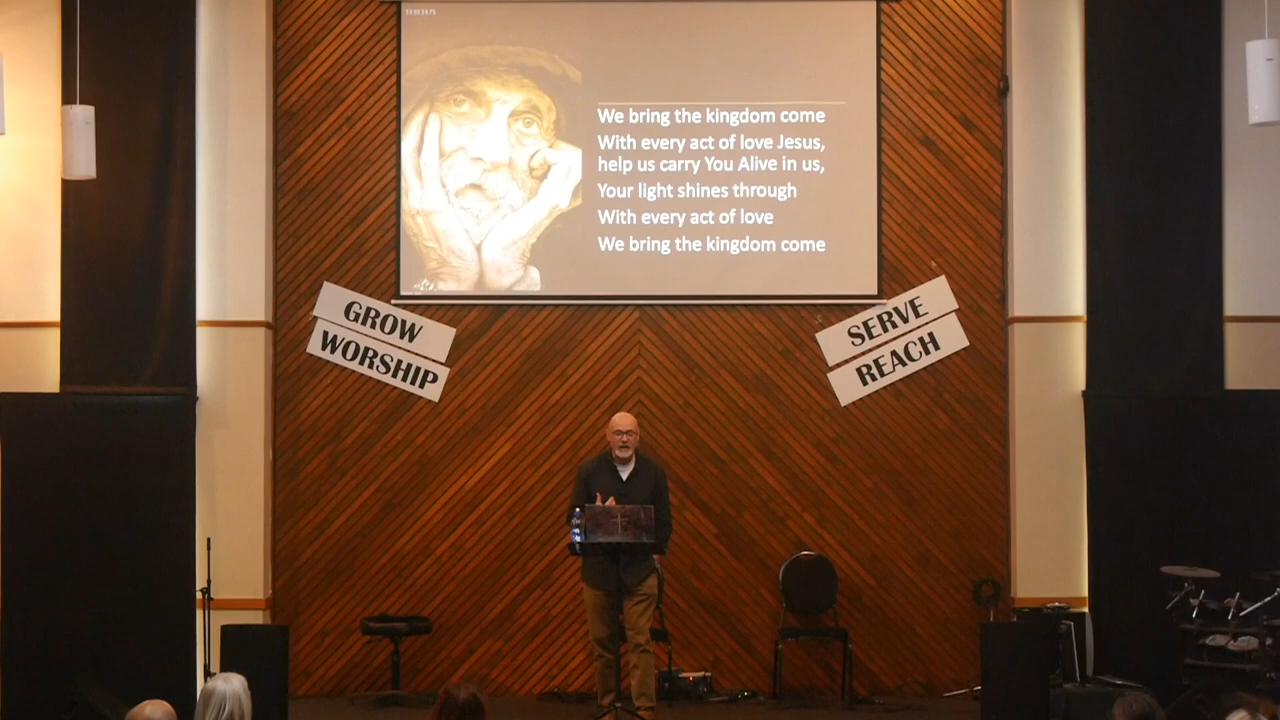 We bring the kingdom come
With every act of love Jesus,
help us carry You Alive in us,
Your light shines through
With every act of love
We bring the kingdom come
GROW
WORSHIP
SERVE
REACH